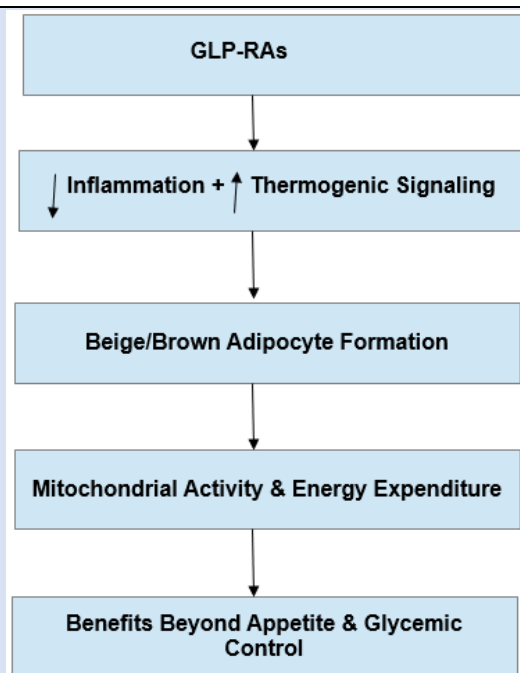 GLP-RAs
↓ Inflammation + ↑ Thermogenic Signaling
Beige/Brown Adipocyte Formation
Mitochondrial Activity & Energy Expenditure
Benefits Beyond Appetite & Glycemic
Control